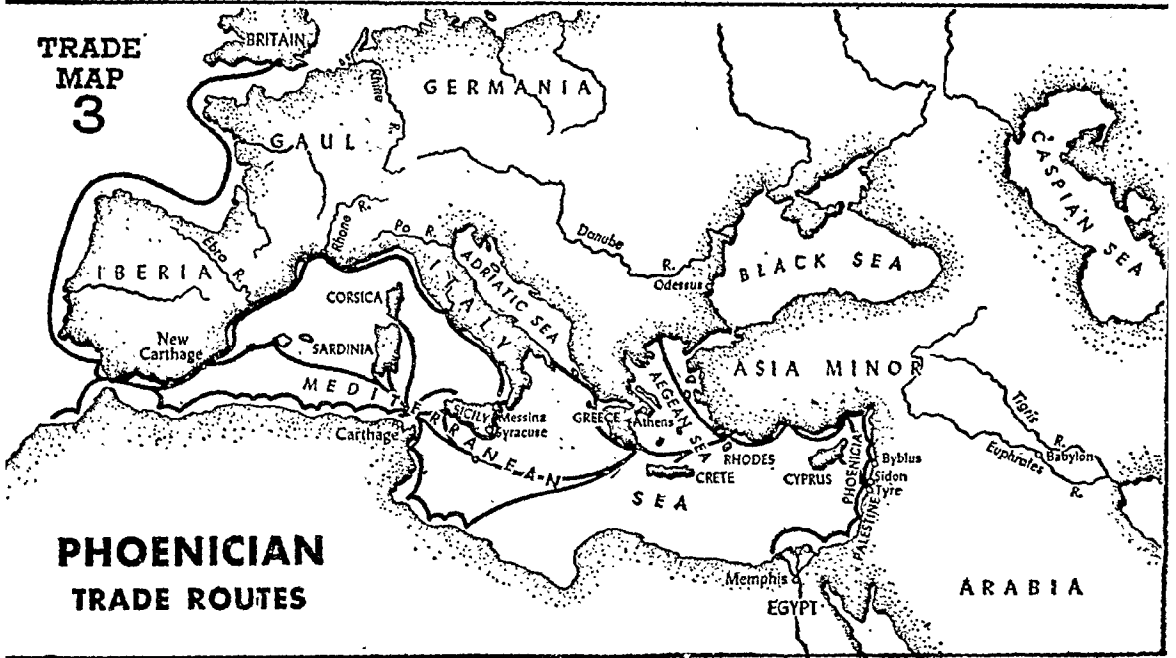 TRADE
MAP
3
BRITAIN
GERMANIA
Rhine
R.
GAUL
CASPIAN SEA
Rhone R.
Po R.
Danube
R.
Ebro R.
IBERIA
ITALY
ADRIATIC SEA
BLACK SEA
Odessus
CORSICA
New
Carthage
SARDINIA
ASIA MINOR
MEDITERRANEAN
SEA
AEGEAN SEA
SICILY
Messina
Syracuse
GREECE
Athens
Carthage
RHODES
CRETE
CYPRUS
PHOENICIA
Byblus
Sidon
Tyre
PALESTINE
Tigris
R.
Babylon
Euphrates
R.
PHOENICIAN
TRADE ROUTES
Memphis
EGYPT
ARABIA